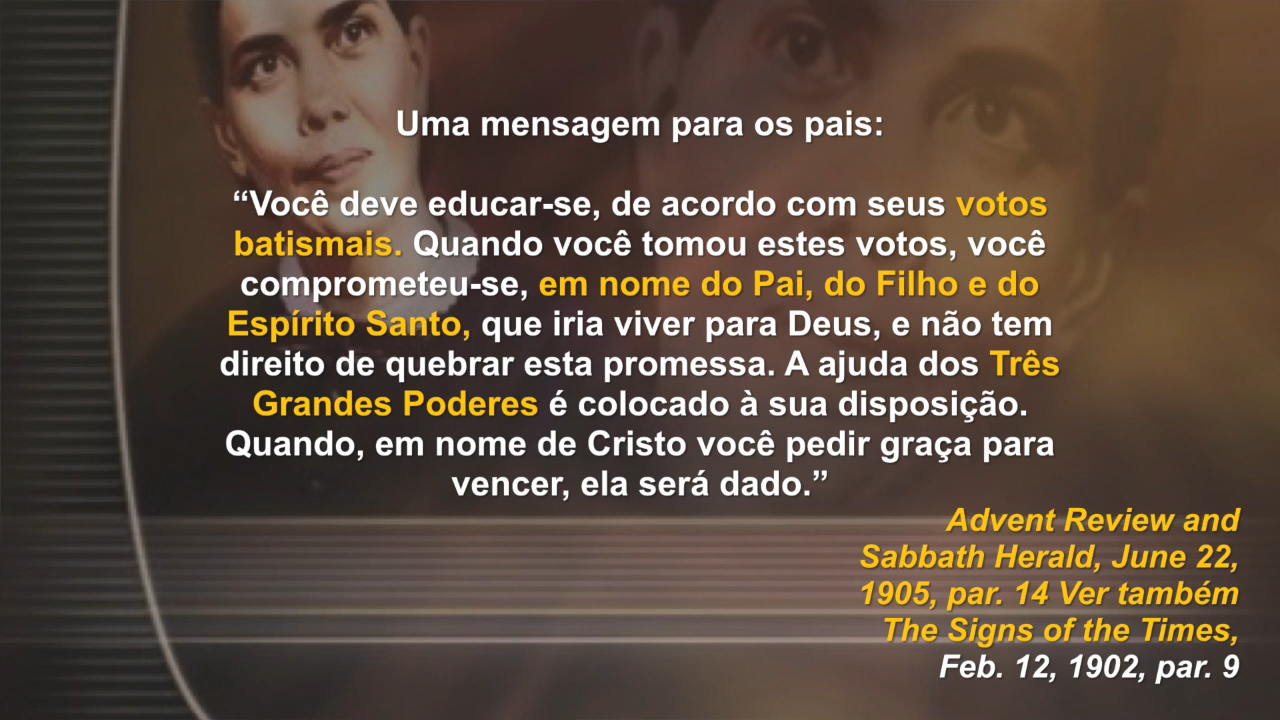 Uma mensagem para os pais:
“Você deve educar-se, de acordo com seus votos
batismais. Quando você tomou estes votos, você
comprometeu-se, em nome do Pai, do Filho e do
Espírito Santo, que iria viver para Deus, e não tem
direito de quebrar esta promessa. A ajuda dos Três
Grandes Poderes é colocado à sua disposição.
Quando, em nome de Cristo você pedir graça para
vencer, ela será dado.”
Advent Review and
Sabbath Herald, June 22,
1905, par. 14 Ver também
The Signs of the Times,
Feb. 12, 1902, par. 9